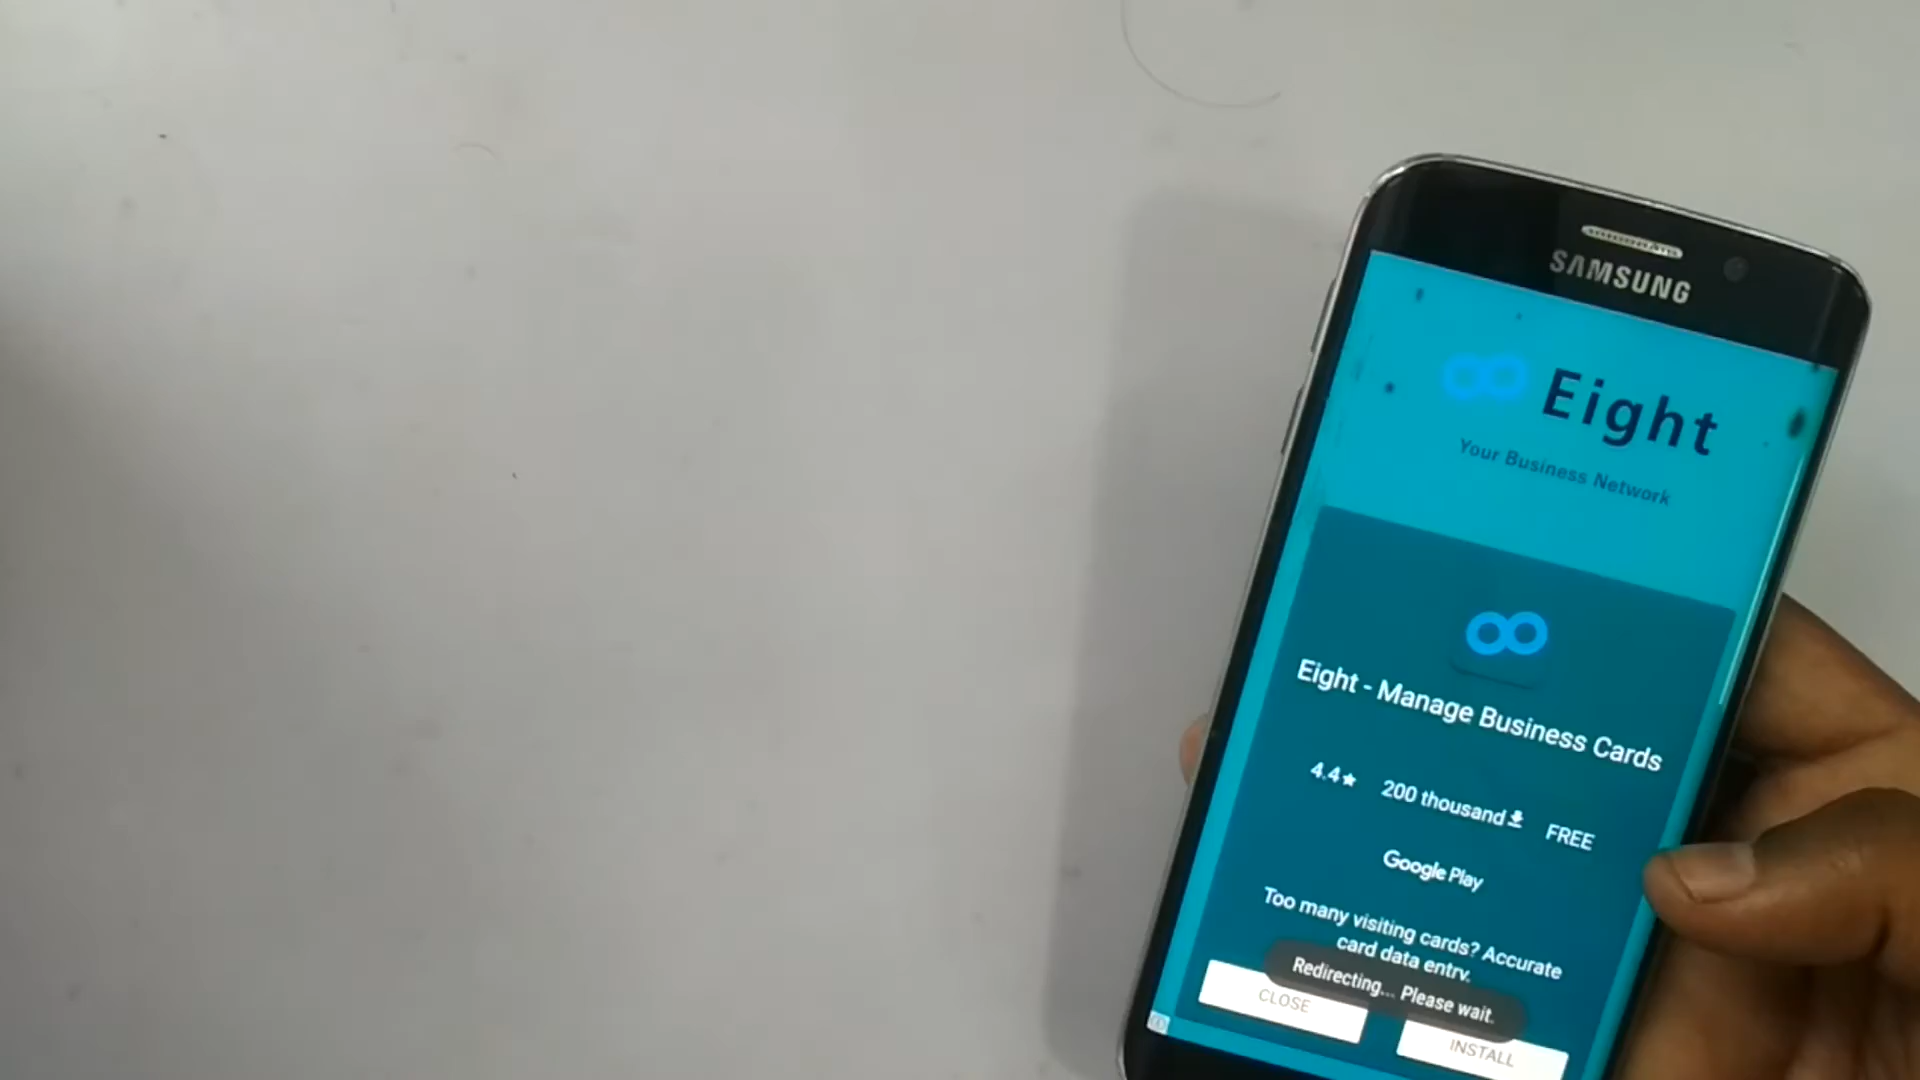 SAMSUNG
Eight
Your Business Network
Eight - Manage Business Cards
4.4★ 200 thousand FREE
Google Play
Too many visiting cards? Accurate
card data entry.
Redirecting... Please wait.
CLOSE
INSTALL